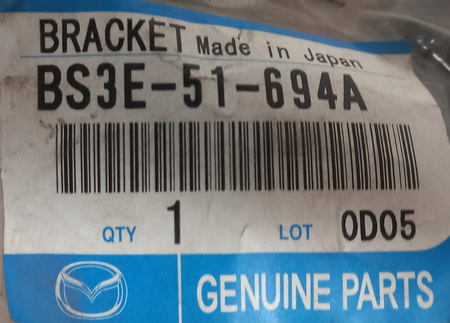 BRACKET Made in Japan
BS3E-51-694A
QTY 1 LOT 0D05
GENUINE PARTS